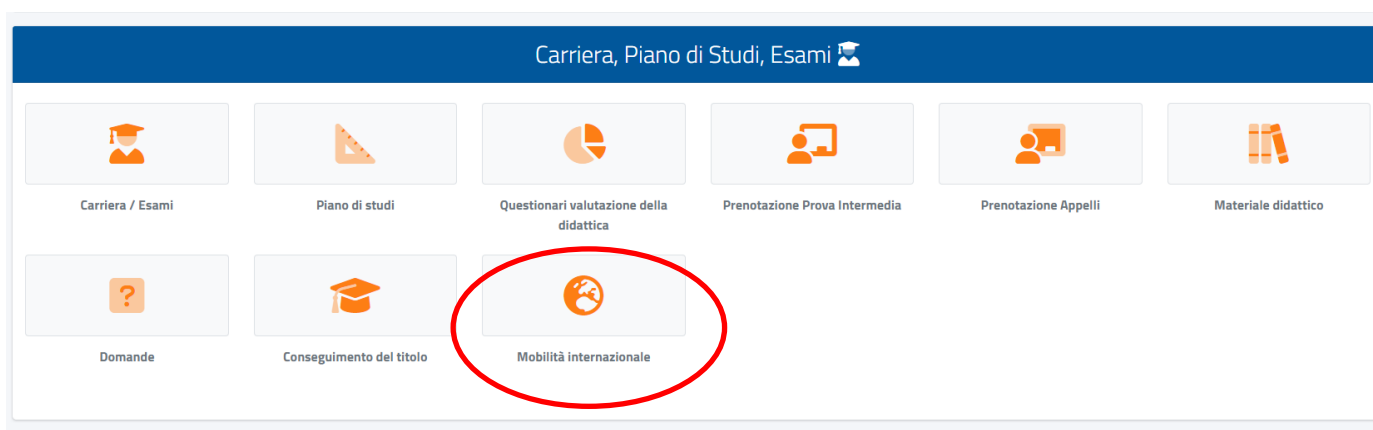 Carriera, Piano di Studi, Esami
Carriera / Esami
Piano di studi
Questionari valutazione della
didattica
Prenotazione Prova Intermedia
Prenotazione Appelli
Materiale didattico
?
Domande
Conseguimento del titolo
Mobilità internazionale